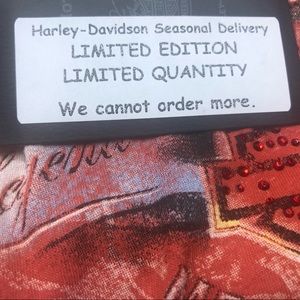 Harley-Davidson Seasonal Delivery
LIMITED EDITION
LIMITED QUANTITY
We cannot order more.